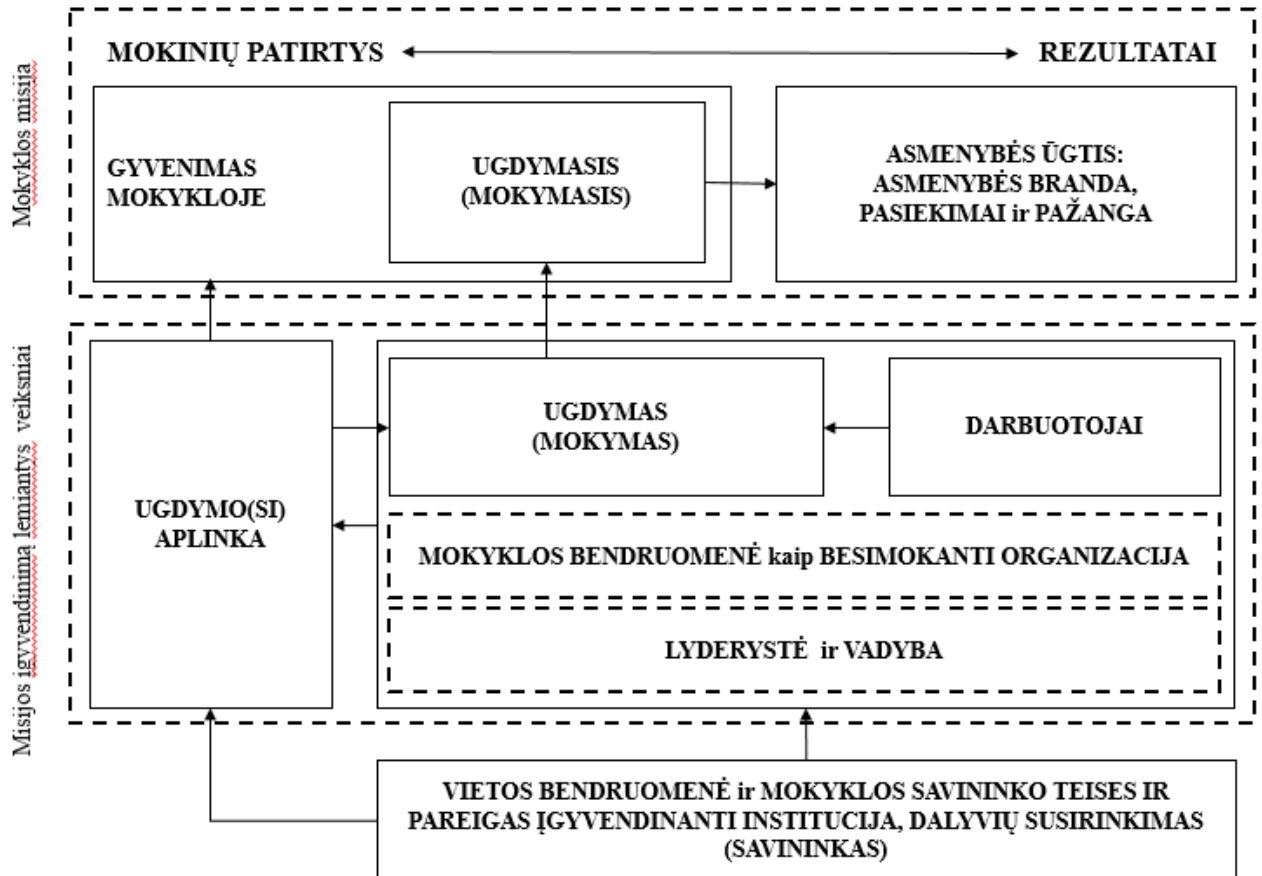 Mokyklos misija
MOKINIŲ PATIRTYS
REZULTATAI
GYVENIMAS
MOKYKLOJE
UGDYMASIS
(MOKYMASIS)
ASMENYBĖS ŪGTIS:
ASMENYBĖS BRANDA,
PASIEKIMAI ir PAŽANGA
Misijos įgyvendinimą lemiantys veiksniai
UGDYMO(SI)
APLINKA
UGDYMAS
(MOKYMAS)
DARBUOTOJAI
MOKYKLOS BENDRUOMENĖ kaip BESIMOKANTI ORGANIZACIJA
LYDERYSTĖ ir VADYBA
VIETOS BENDRUOMENĖ ir MOKYKLOS SAVININKO TEISES IR
PAREIGAS ĮGYVENDINANTI INSTITUCIJA, DALYVIŲ SUSIRINKIMAS
(SAVININKAS)